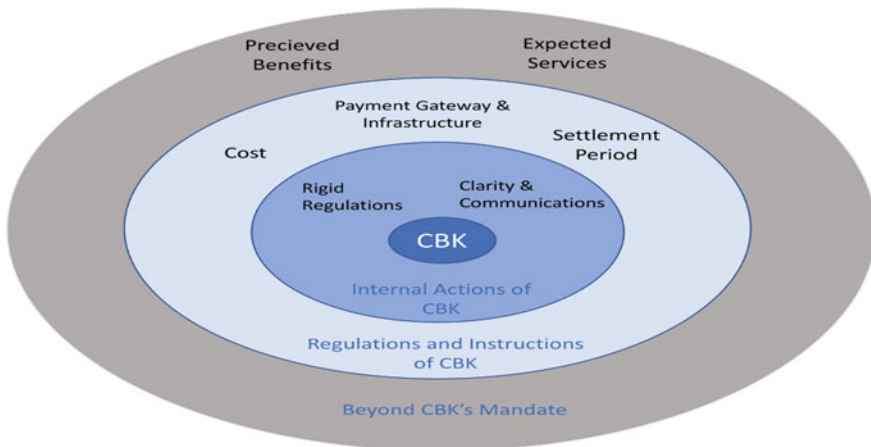 Precieved
Benefits
Expected
Services
Payment Gateway &
Infrastructure
Cost
Settlement
Period
Rigid
Regulations
Clarity &
Communications
CBK
Internal Actions of
CBK
Regulations and Instructions
of CBK
Beyond CBK's Mandate